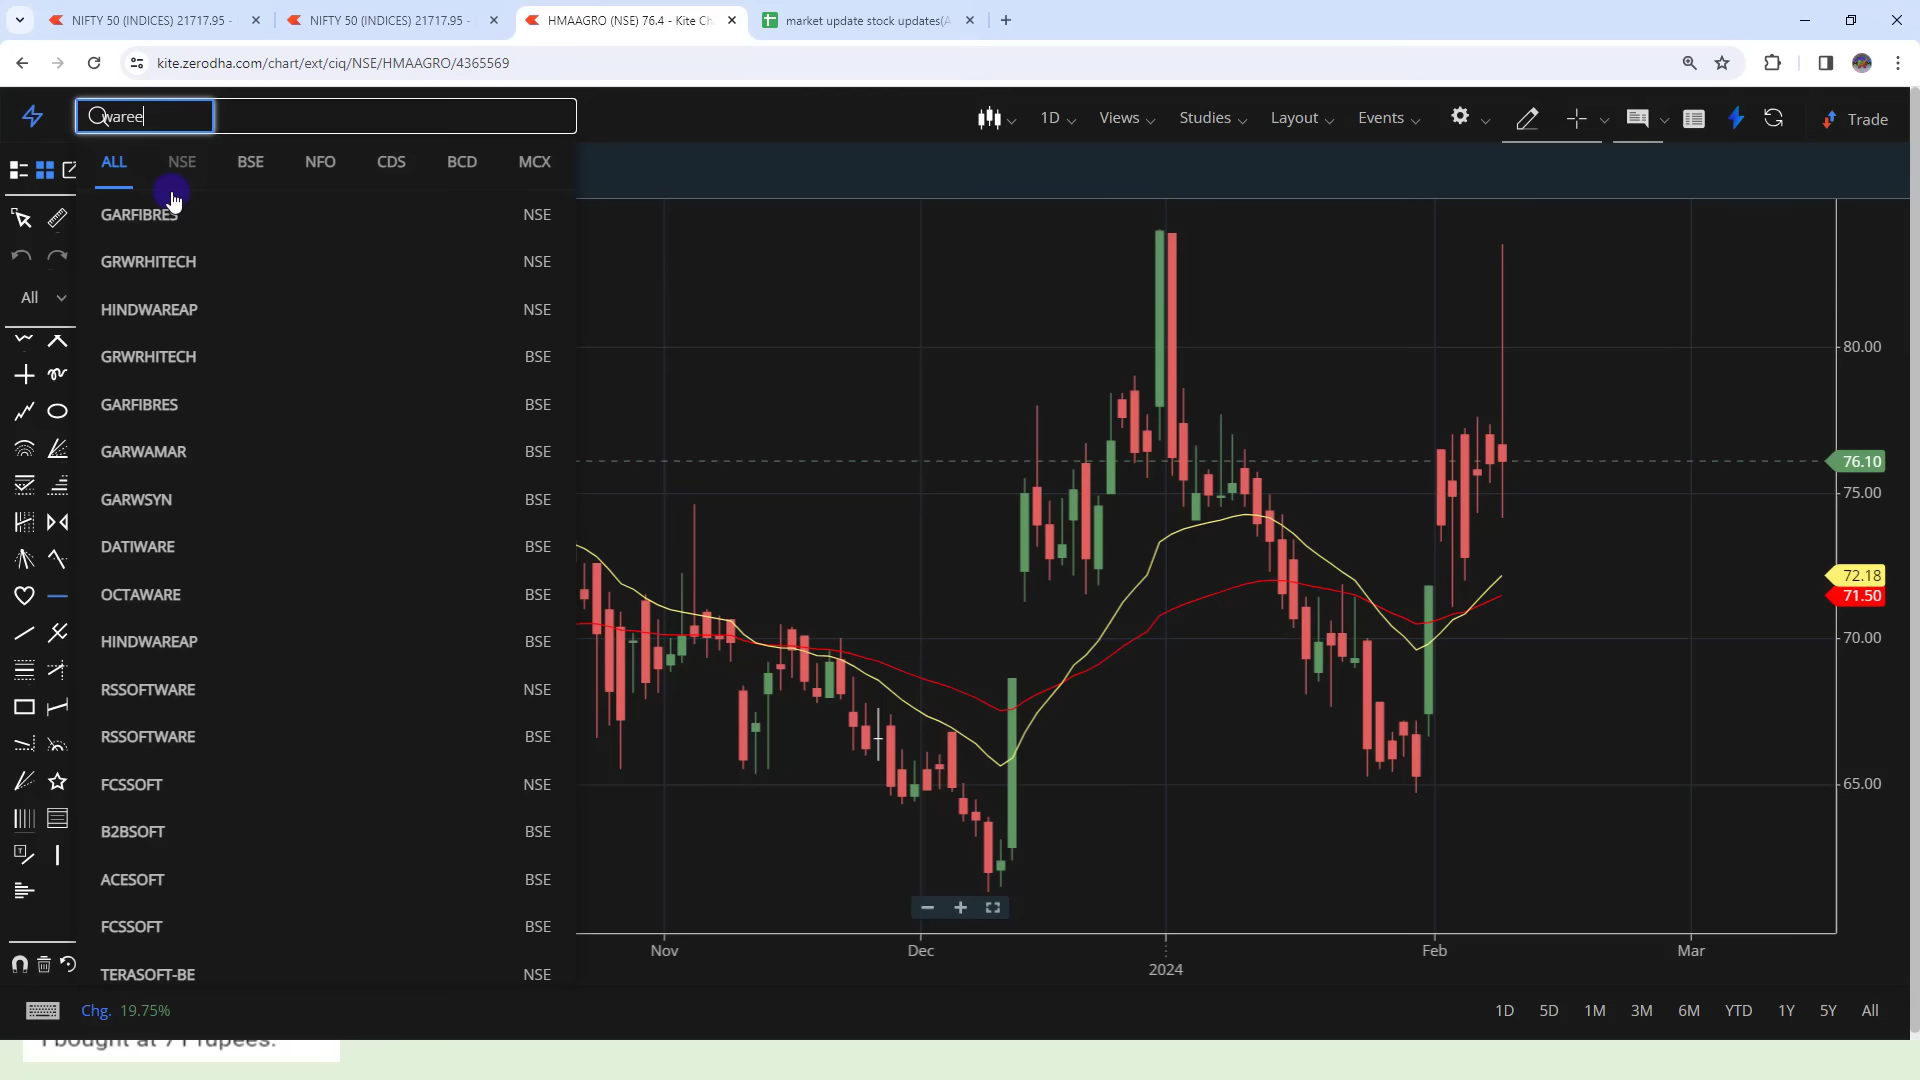 NIFTY 50 (INDICES) 21717.95 -
NIFTY 50 (INDICES) 21717.95 -
HMAAGRO (NSE) 76.4 - Kite Ch
market update stock updates(A
kite.zerodha.com/chart/ext/ciq/NSE/HMAAGRO/4365569
waree
1D
Views
Studies
Layout
Events
Trade
ALL NSE BSE NFO CDS BCD MCX
GARFIBRES NSE
GRWRHITECH NSE
HINDWAREAP NSE
GRWRHITECH BSE
GARFIBRES BSE
GARWAMAR BSE
GARWSYN BSE
DATIWARE BSE
OCTAWARE BSE
HINDWAREAP BSE
RSSOFTWARE NSE
RSSOFTWARE BSE
FCSSOFT NSE
B2BSOFT BSE
ACESOFT BSE
FCSSOFT BSE
TERASOFT-BE NSE
All
80.00
76.10
75.00
72.18
71.50
70.00
65.00
Nov Dec 2024 Feb Mar
Chg. 19.75%
1D 5D 1M 3M 6M YTD 1Y 5Y All
I bought at 71 rupees.